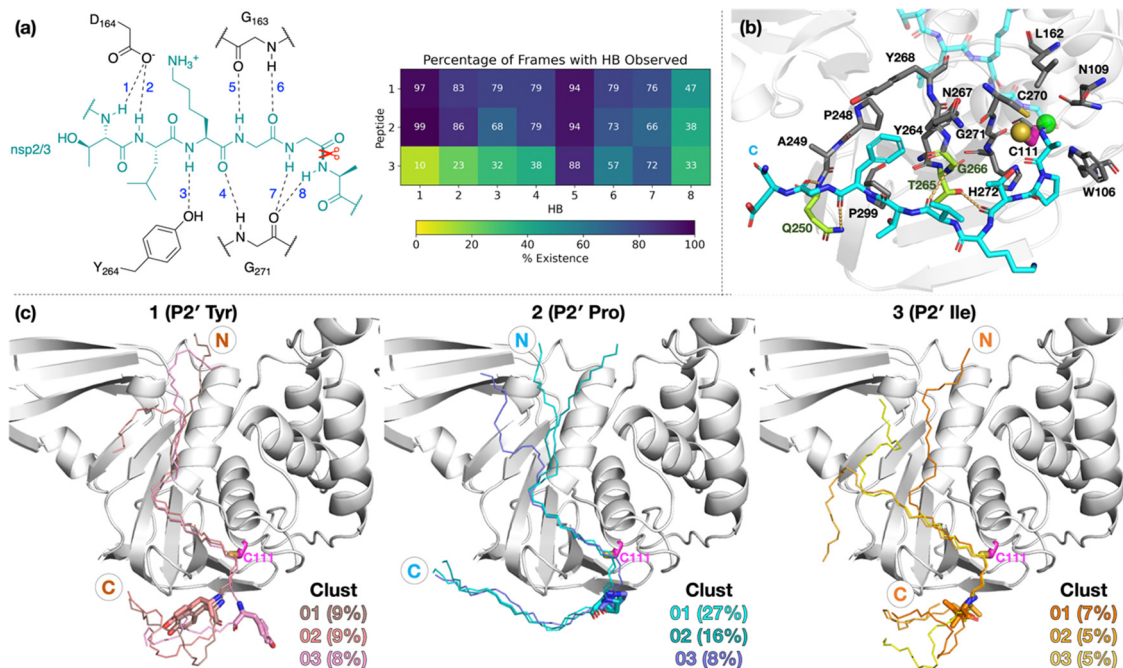 (a)
D164
G163
NH3+
O-
O
N
H
1
2
5
6
H
H
H
H
N
O
H
N
O
H
N
O
nsp2/3
HO
N
H
O
N
H
O
N
H
O
3
4
7
8
OH
H
N
O
Y264
G271
Percentage of Frames with HB Observed
Peptide
1 97 83 79 79 94 79 76 47
2 99 86 68 79 94 73 66 38
3 10 23 32 38 88 57 72 33
1 2 3 4 5 6 7 8
HB
0 20 40 60 80 100
% Existence
(b)
L162
Y268
N109
C270
N267
P248
Y264
G271
A249
C111
C
G266
W106
T265
H272
P299
Q250
(c)
1 (P2′ Tyr)
N
C111
C
Clust
01 (9%)
02 (9%)
03 (8%)
2 (P2′ Pro)
N
C111
C
Clust
01 (27%)
02 (16%)
03 (8%)
3 (P2′ Ile)
N
C111
C
Clust
01 (7%)
02 (5%)
03 (5%)